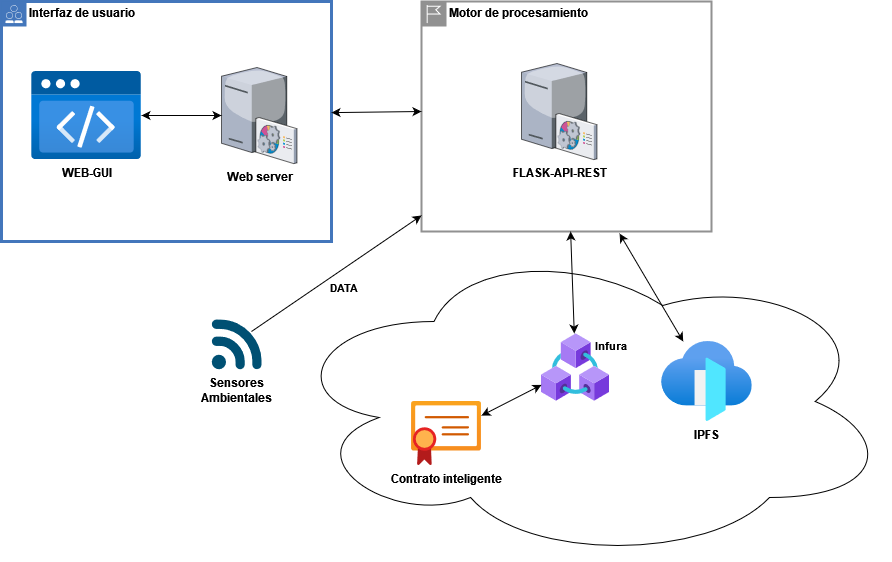 Interfaz de usuario
Motor de procesamiento
WEB-GUI
Web server
FLASK-API-REST
DATA
Sensores
Ambientales
Infura
Contrato inteligente
IPFS